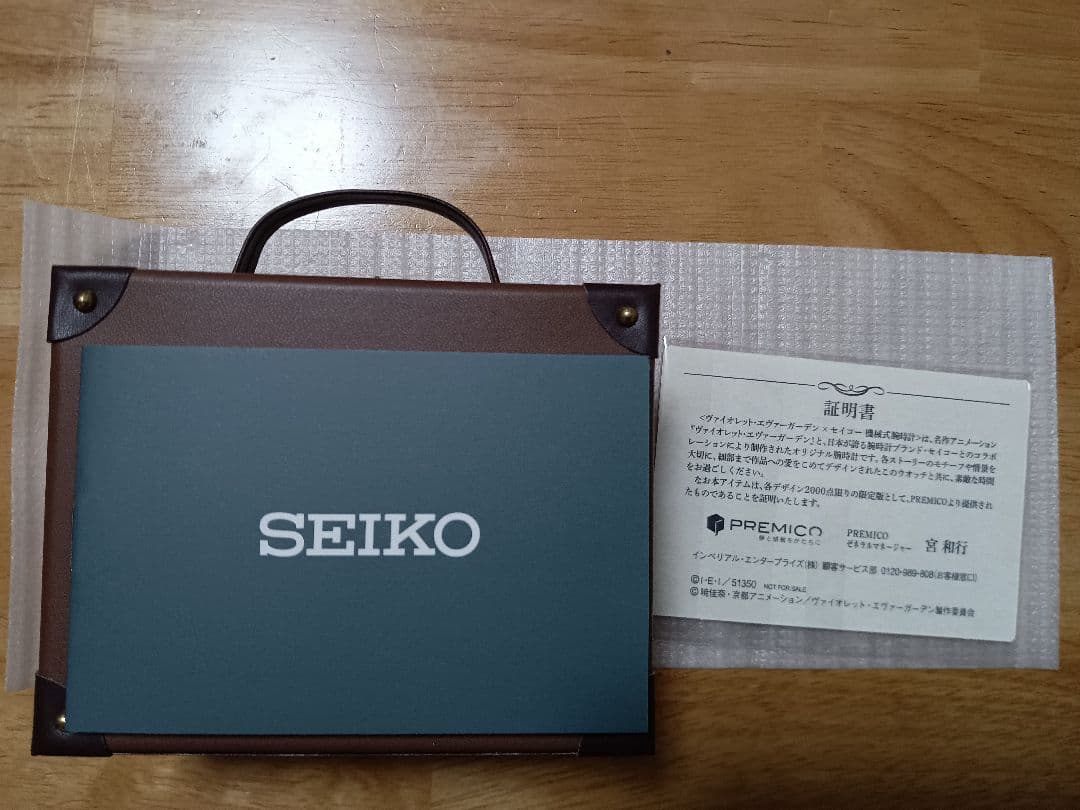 SEIKO
証明書
<ヴァイオレット・エヴァーガーデン×セイコー 機械式腕時計>は、名作アニメーション
『ヴァイオレット・エヴァーガーデン』と、日本が誇る腕時計ブランド・セイコーとのコラボ
レーションにより制作されたオリジナル腕時計です。各ストーリーのモチーフや情景を
大切に、細部まで作品への愛をこめてデザインされたこのウオッチと共に、素敵な時間
をお過ごしください。
なお本アイテムは、各デザイン2000点限りの限定版として、PREMICOより提供され
たものであることを証明いたします。
PREMICO
夢と感動をかたちに
PREMICO
ゼネラルマネージャー 宮 和行
インペリアル・エンタープライズ(株) 顧客サービス部 0120-989-808(お客様窓口)
©I・E・I/51350 NOT FOR SALE
©暁佳奈・京都アニメーション/ヴァイオレット・エヴァーガーデン製作委員会